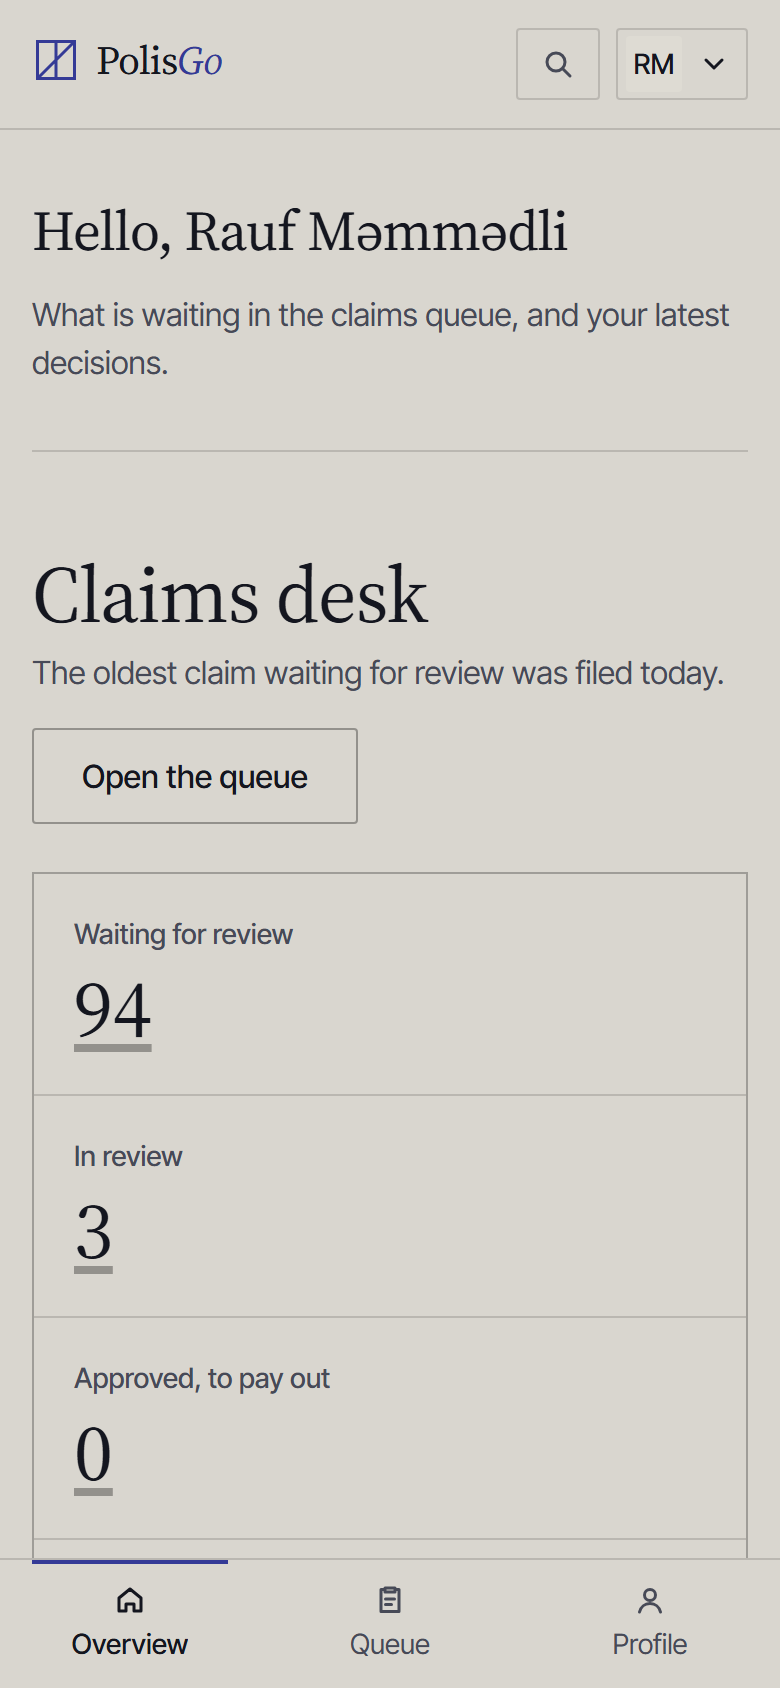 PolisGo
RM
Hello, Rauf Məmmədli
What is waiting in the claims queue, and your latest
decisions.
Claims desk
The oldest claim waiting for review was filed today.
Open the queue
Waiting for review
94
In review
3
Approved, to pay out
0
Overview
Queue
Profile